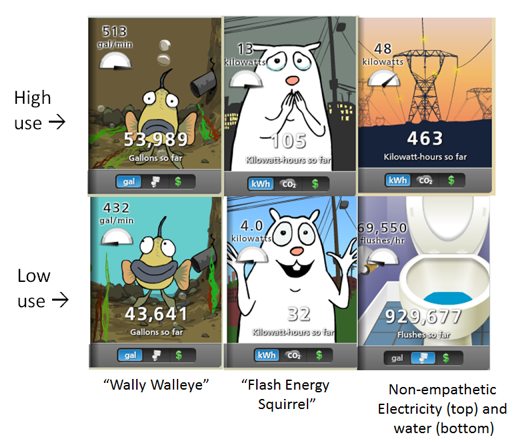 High
use →
513
gal/min
53,989
Gallons so far
gal $
13
kilowatts
105
Kilowatt-hours so far
kWh CO₂ $
48
kilowatts
463
Kilowatt-hours so far
kWh CO₂ $
Low
use →
432
gal/min
43,641
Gallons so far
gal $
4.0
kilowatts
32
Kilowatt-hours so far
kWh CO₂ $
69,550
flushes/hr
929,677
Flushes so far
gal $
“Wally Walleye”
“Flash Energy
Squirrel”
Non-empathetic
Electricity (top) and
water (bottom)